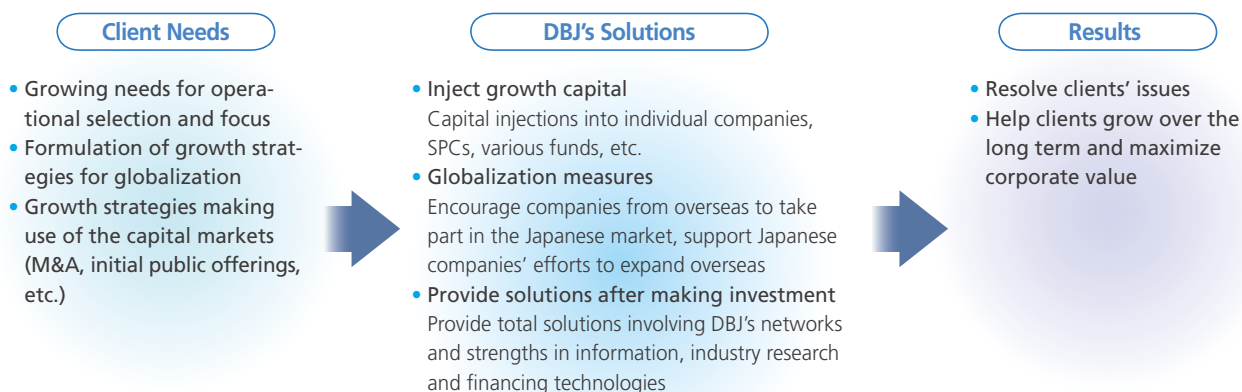 Client Needs
• Growing needs for opera-
tional selection and focus
• Formulation of growth strat-
egies for globalization
• Growth strategies making
use of the capital markets
(M&A, initial public offerings,
etc.)
DBJ's Solutions
• Inject growth capital
Capital injections into individual companies,
SPCs, various funds, etc.
• Globalization measures
Encourage companies from overseas to take
part in the Japanese market, support Japanese
companies' efforts to expand overseas
• Provide solutions after making investment
Provide total solutions involving DBJ's networks
and strengths in information, industry research
and financing technologies
Results
• Resolve clients' issues
• Help clients grow over the
long term and maximize
corporate value